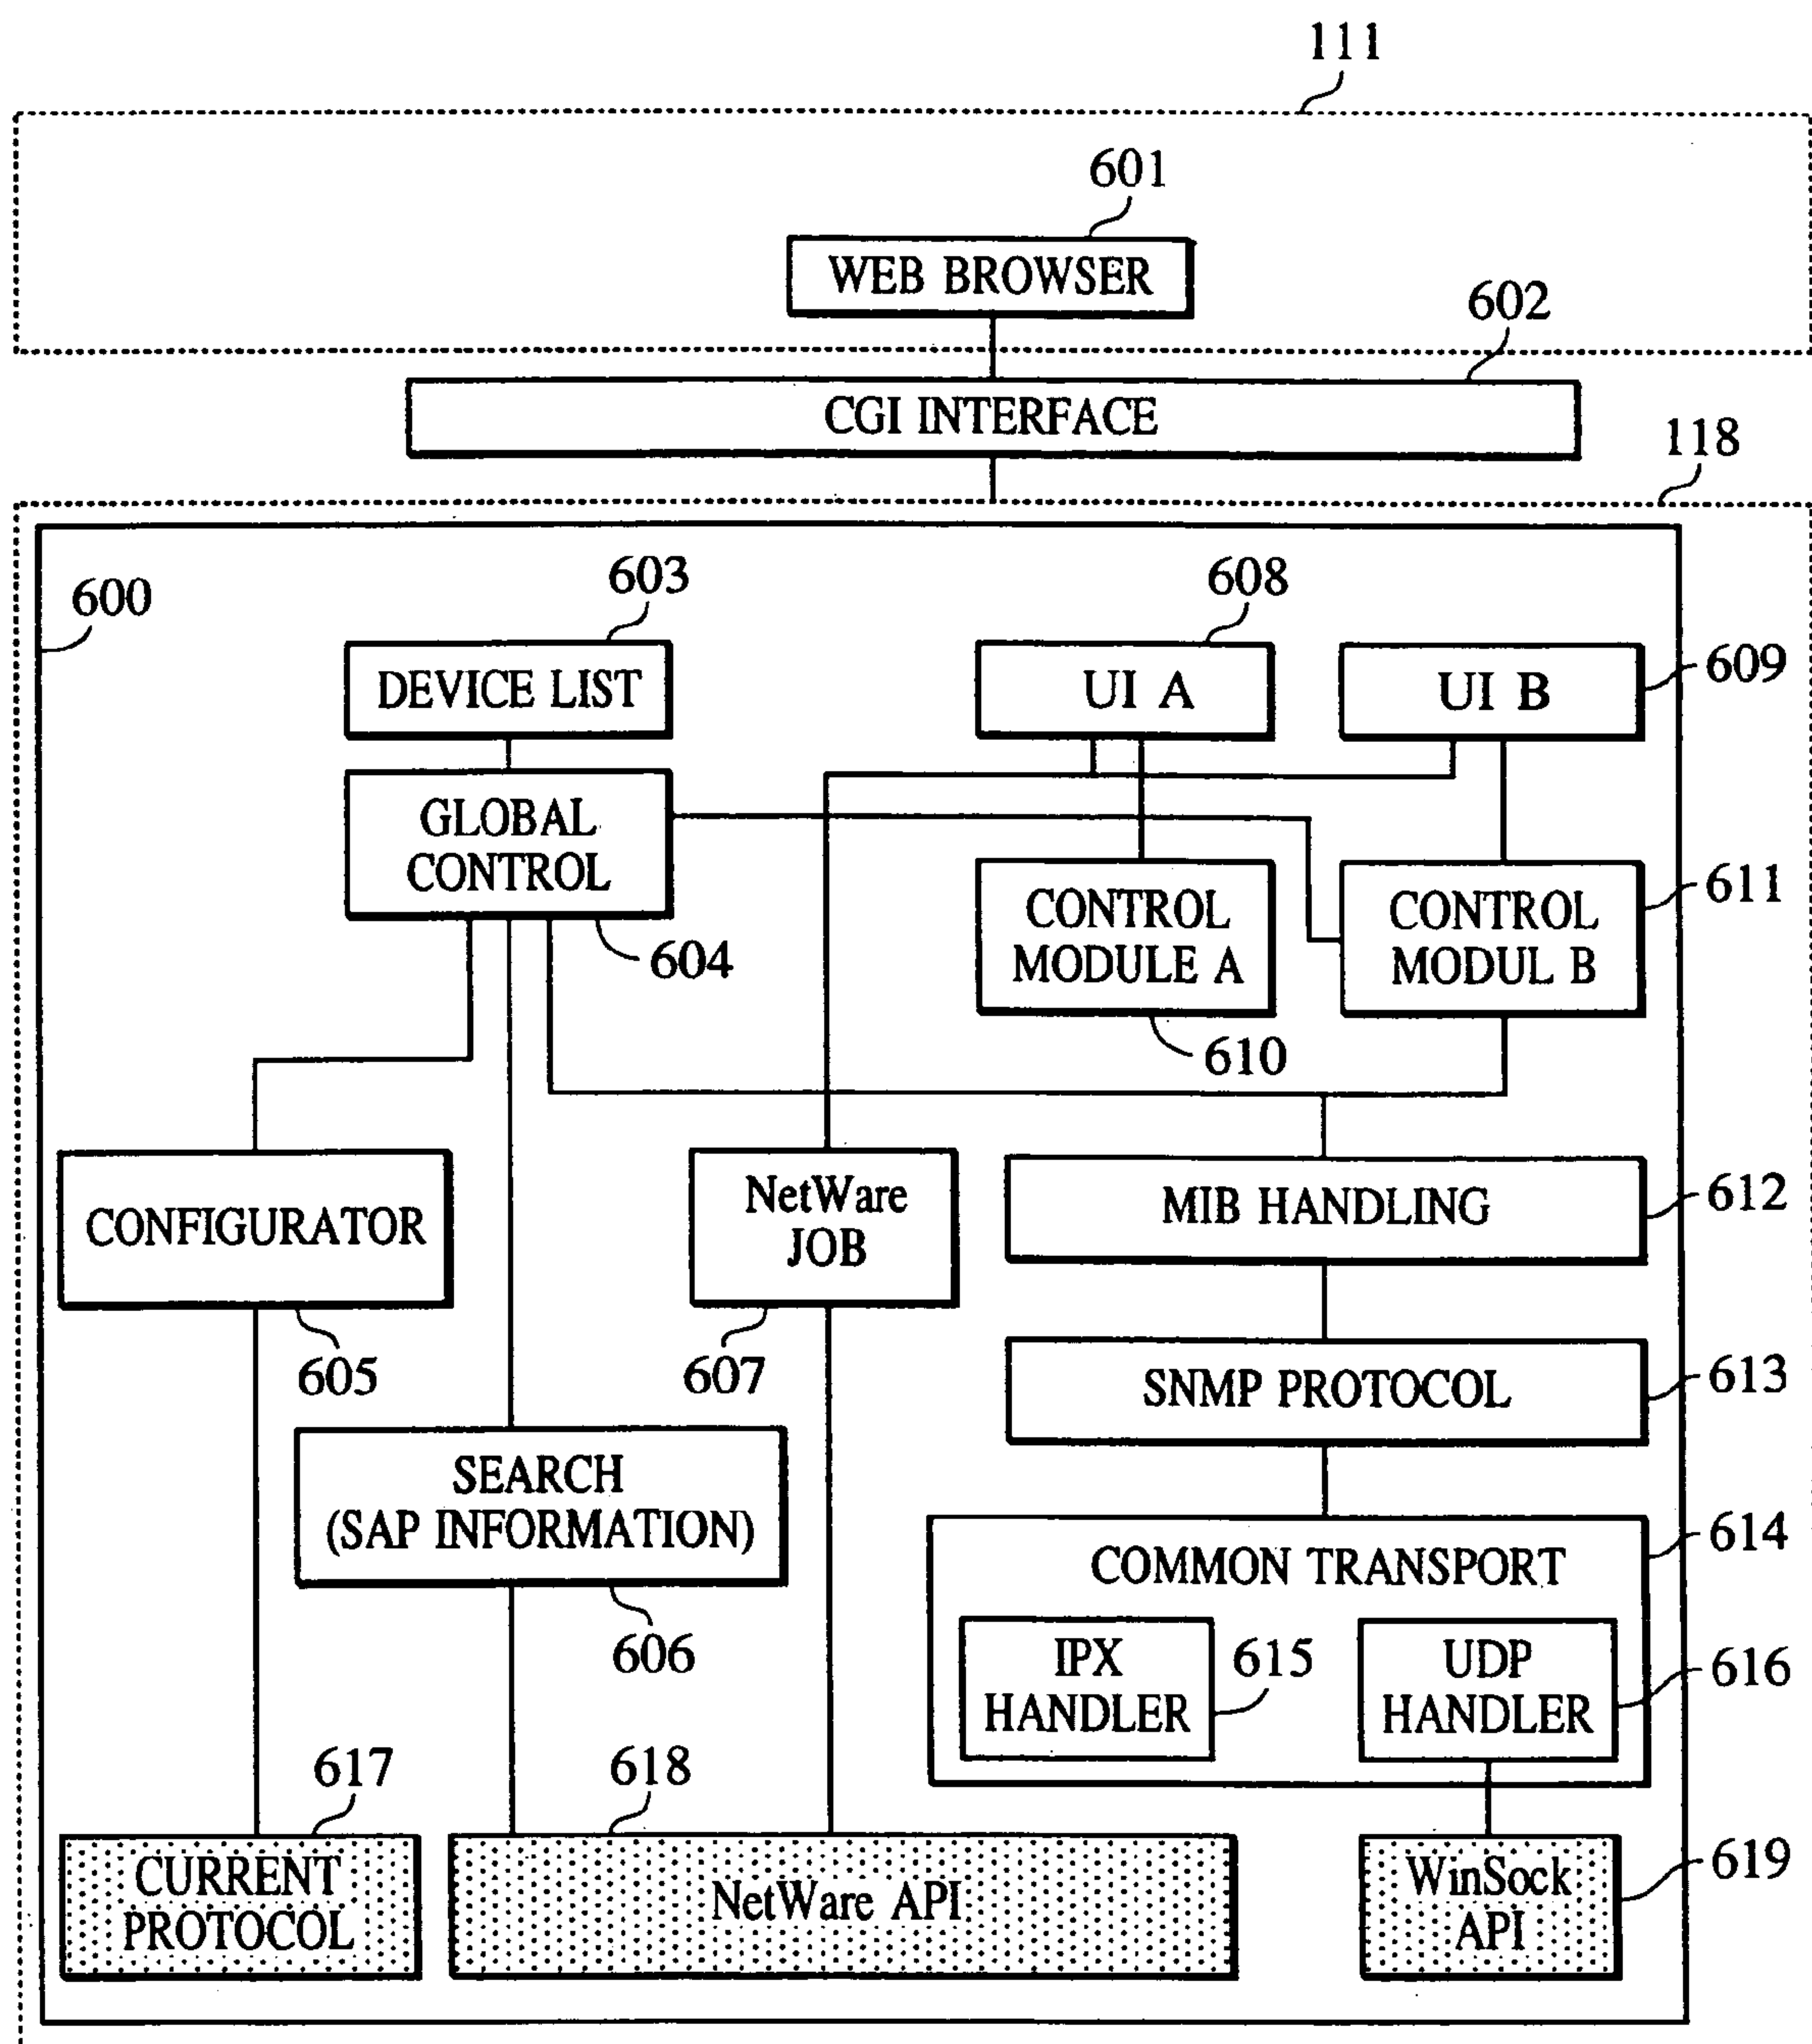 111
601
WEB BROWSER
602
CGI INTERFACE
118
600
603
608
DEVICE LIST
UI A
UI B
609
GLOBAL
CONTROL
604
CONTROL
MODULE A
610
CONTROL
MODUL B
611
CONFIGURATOR
605
NetWare
JOB
607
MIB HANDLING
612
SNMP PROTOCOL
613
SEARCH
(SAP INFORMATION)
606
COMMON TRANSPORT
614
IPX
HANDLER
615
UDP
HANDLER
616
617
618
CURRENT
PROTOCOL
NetWare API
WinSock
API
619